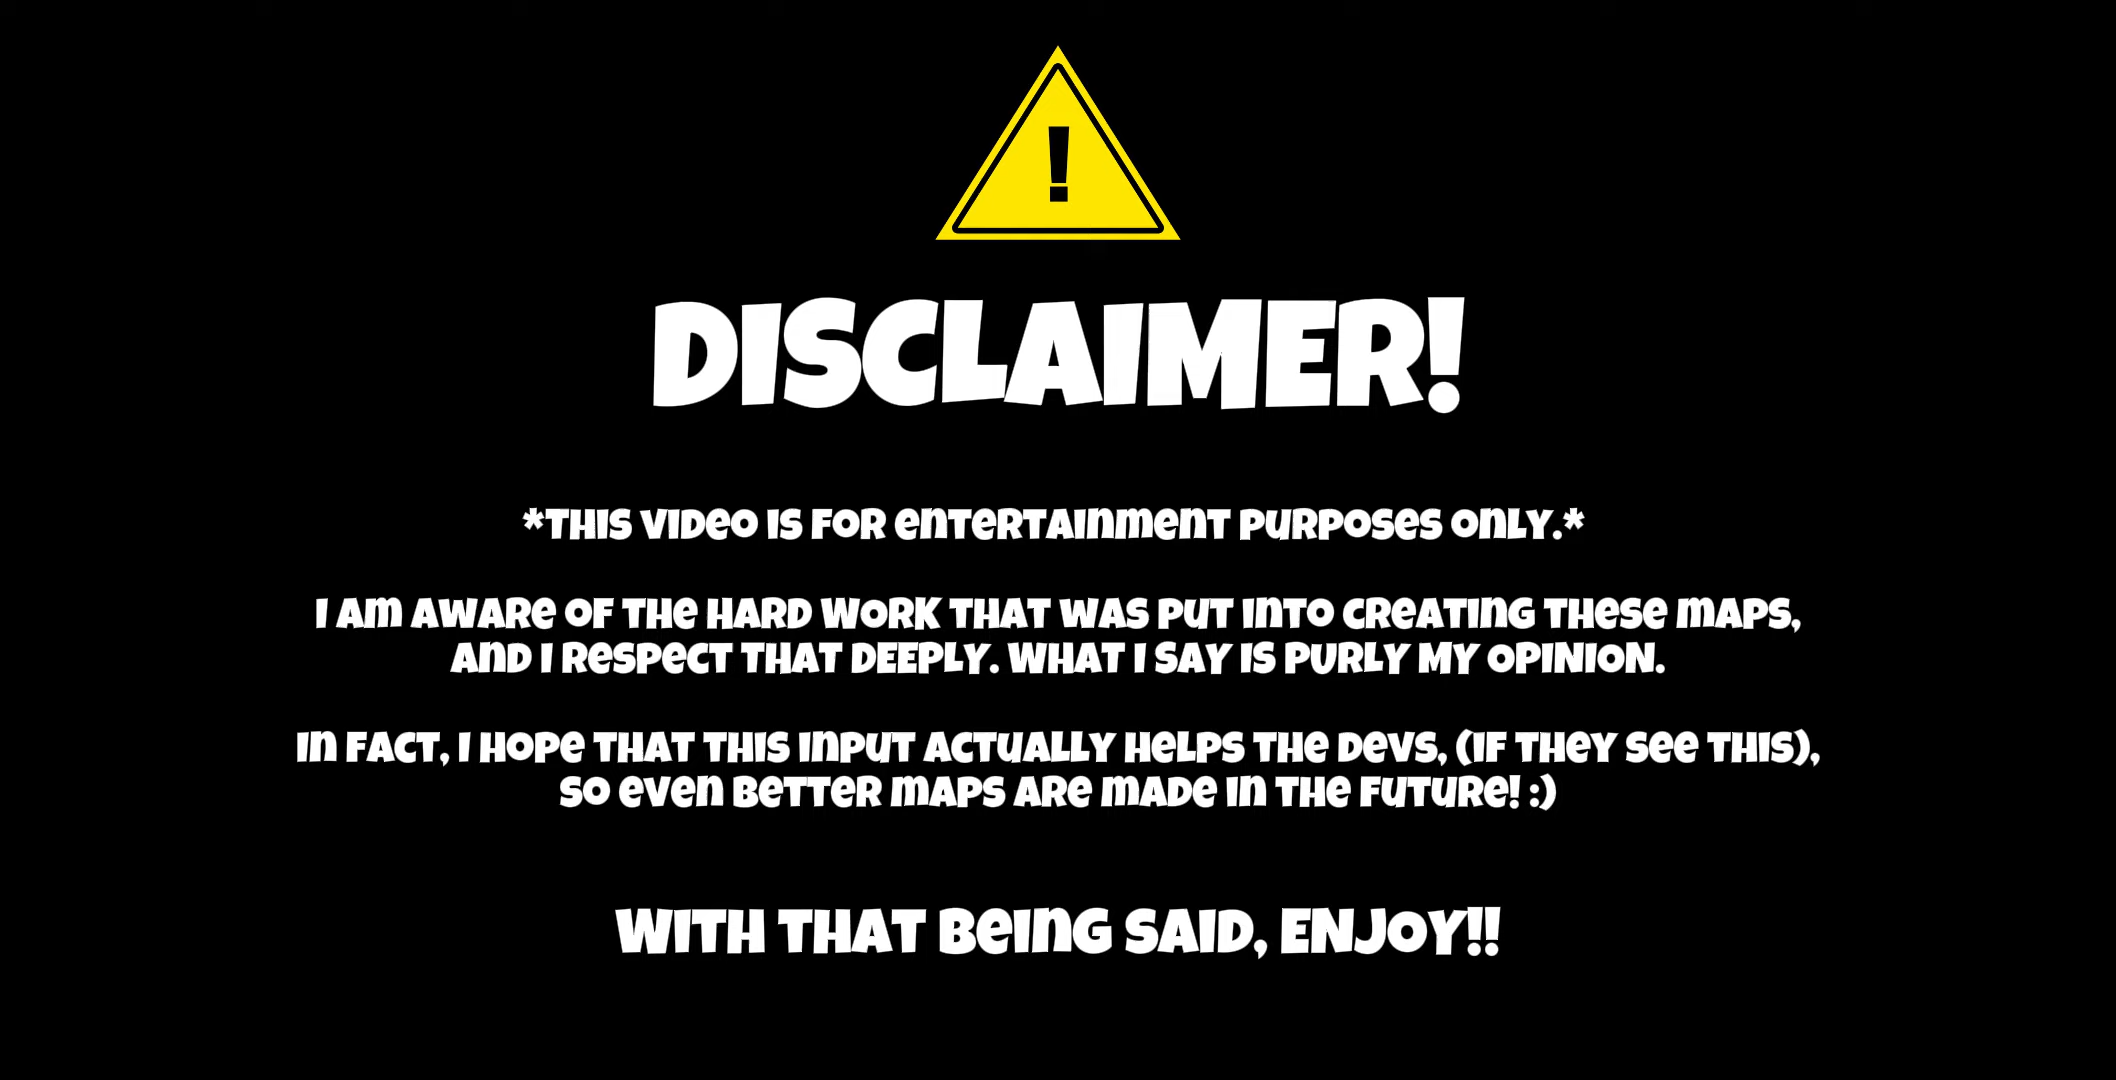 !
DISCLAIMER!
*THIS VIDEO IS FOR ENTERTAINMENT PURPOSES ONLY.*
I AM AWARE OF THE HARD WORK THAT WAS PUT INTO CREATING THESE MAPS,
AND I RESPECT THAT DEEPLY. WHAT I SAY IS PURLY MY OPINION.
IN FACT, I HOPE THAT THIS INPUT ACTUALLY HELPS THE DEVS, (IF THEY SEE THIS),
SO EVEN BETTER MAPS ARE MADE IN THE FUTURE! :)
WITH THAT BEING SAID, ENJOY!!